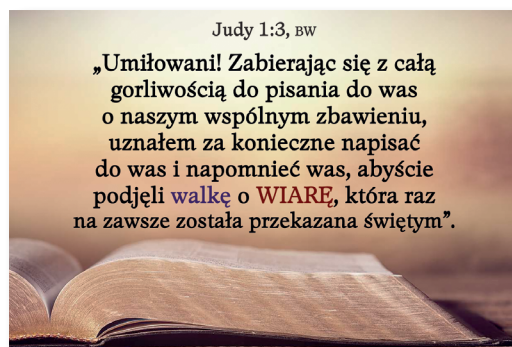 Judy 1:3, BW
„Umiłowani! Zabierając się z całą
gorliwością do pisania do was
o naszym wspólnym zbawieniu,
uznałem za konieczne napisać
do was i napomnieć was, abyście
podjęli walkę o WIARĘ, która raz
na zawsze została przekazana świętym”.